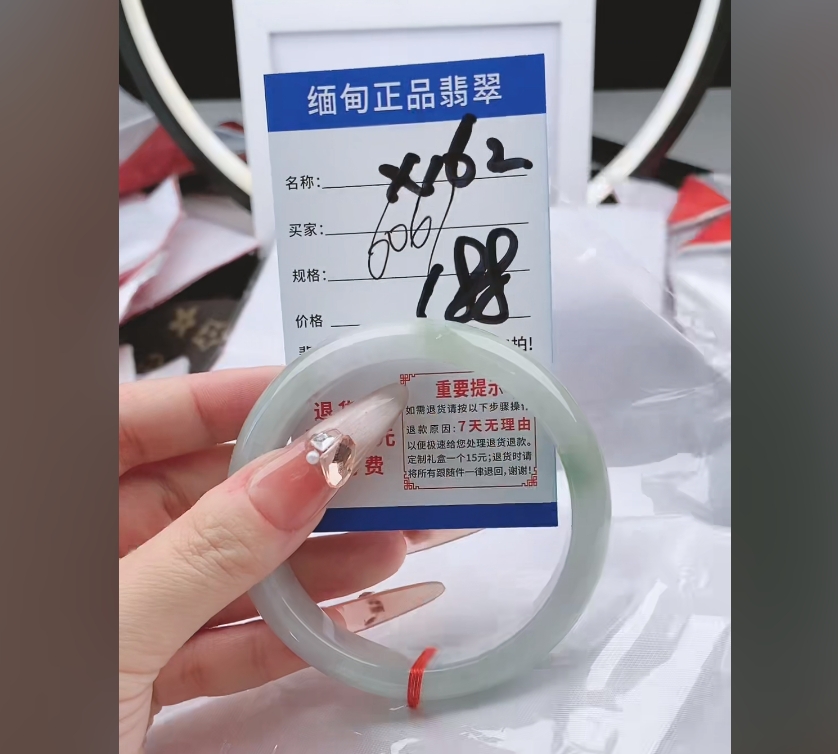 缅甸正品翡翠
名称: X162
买家: 6061
规格: 188
价格
拍!
重要提示
如需退货请按以下步骤操
退款原因:7天无理由
以便极速给您处理退货退款。
定制礼盒一个15元;退货时请
将所有跟随件一律退回,谢谢!
退货
元
费